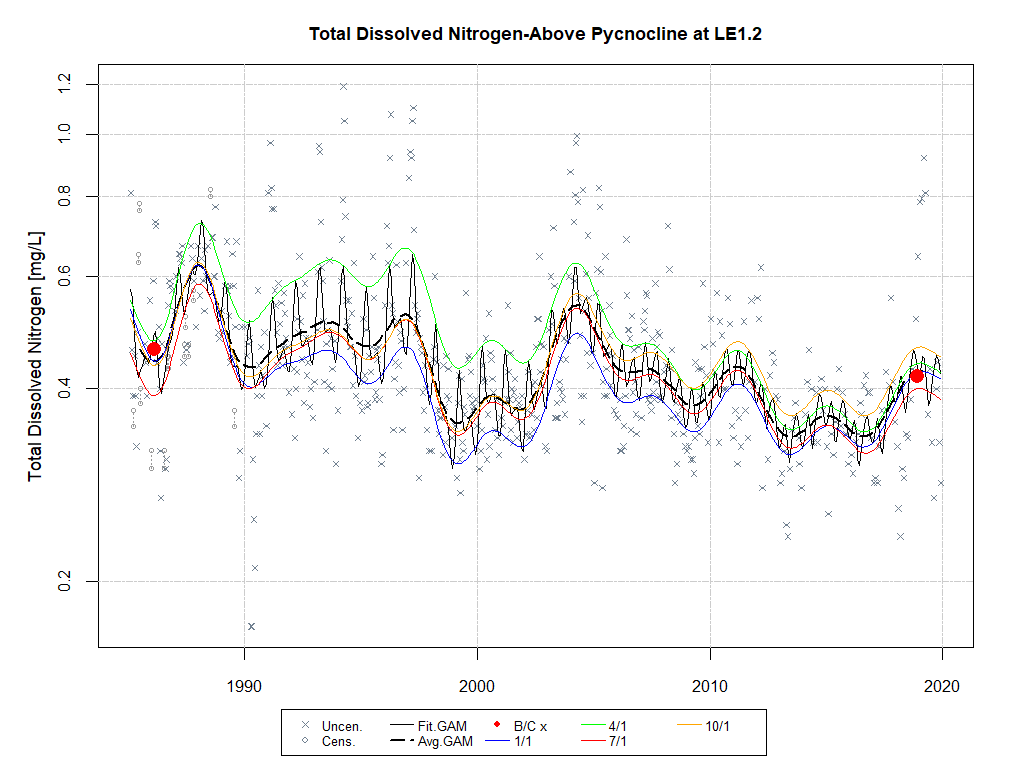 Total Dissolved Nitrogen-Above Pycnocline at LE1.2
Total Dissolved Nitrogen [mg/L]
1.2
1.0
0.8
0.6
0.4
0.2
1990 2000 2010 2020
Uncen. Fit.GAM B/C x 4/1 10/1
Cens. Avg.GAM 1/1 7/1